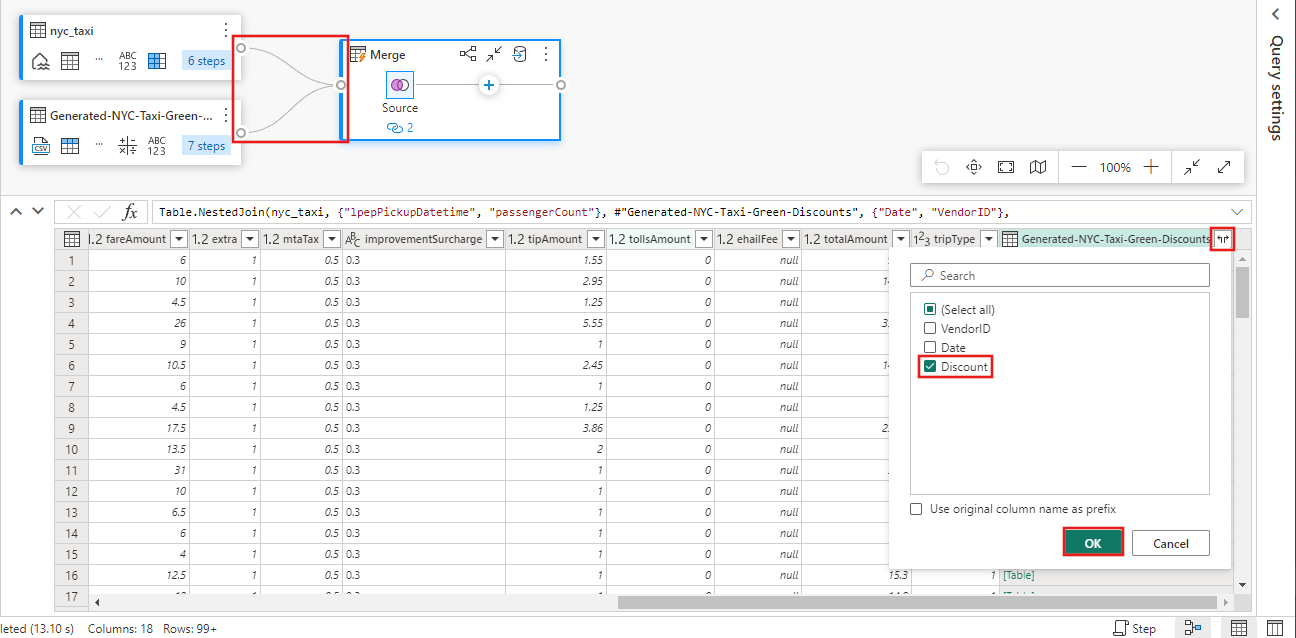 nyc_taxi
ABC
123
6 steps
Generated-NYC-Taxi-Green-...
CSV
ABC
123
7 steps
Merge
Source
2
Query settings
100%
fx Table.NestedJoin(nyc_taxi, {"lpepPickupDatetime", "passengerCount"}, #"Generated-NYC-Taxi-Green-Discounts", {"Date", "VendorID"},
1.2 fareAmount 1.2 extra 1.2 mtaTax ABC improvementSurcharge 1.2 tipAmount 1.2 tollsAmount 1.2 ehailFee 1.2 totalAmount 123 tripType Generated-NYC-Taxi-Green-Discounts
1 6 1 0.5 0.3 1.55 0 null
2 10 1 0.5 0.3 2.95 0 null
3 4.5 1 0.5 0.3 1.25 0 null
4 26 1 0.5 0.3 5.55 0 null
5 9 1 0.5 0.3 1 0 null
6 10.5 1 0.5 0.3 2.45 0 null
7 6 1 0.5 0.3 1 0 null
8 4.5 1 0.5 0.3 1.25 0 null
9 17.5 1 0.5 0.3 3.86 0 null
10 13.5 1 0.5 0.3 2 0 null
11 31 1 0.5 0.3 1 0 null
12 10 1 0.5 0.3 1 0 null
13 6.5 1 0.5 0.3 1 0 null
14 6 1 0.5 0.3 1 0 null
15 4 1 0.5 0.3 1 0 null
16 12.5 1 0.5 0.3 1 0 null 15.3 1 [Table]
17
Search
(Select all)
VendorID
Date
Discount
Use original column name as prefix
OK
Cancel
leted (13.10 s) Columns: 18 Rows: 99+
Step